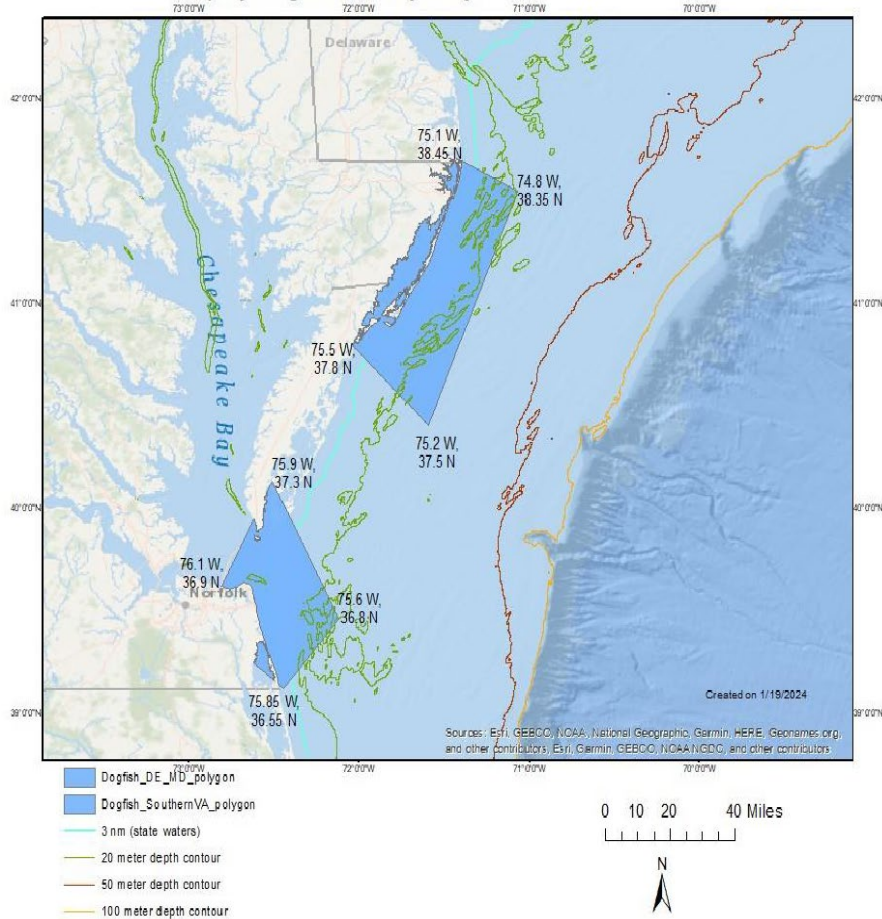 73°0'0"W
72°0'0"W
71°0'0"W
70°0'0"W
Delaware
42°0'0"N
42°0'0"N
75.1 W,
38.45 N
74.8 W,
38.35 N
Chesapeake Bay
41°0'0"N
41°0'0"N
75.5 W,
37.8 N
75.2 W,
37.5 N
75.9 W,
37.3 N
40°0'0"N
40°0'0"N
76.1 W,
36.9 N
Norfolk
75.6 W,
36.8 N
75.85 W,
36.55 N
Created on 1/19/2024
39°0'0"N
39°0'0"N
Sources: Esri, GEBCO, NOAA, National Geographic, Garmin, HERE, Geonames.org,
and other contributors, Esri, Garmin, GEBCO, NOAA NGDC, and other contributors
73°0'0"W
72°0'0"W
71°0'0"W
70°0'0"W
Dogfish_DE_MD_polygon
Dogfish_SouthernVA_polygon
3 nm (state waters)
20 meter depth contour
50 meter depth contour
100 meter depth contour
0 10 20 40 Miles
N